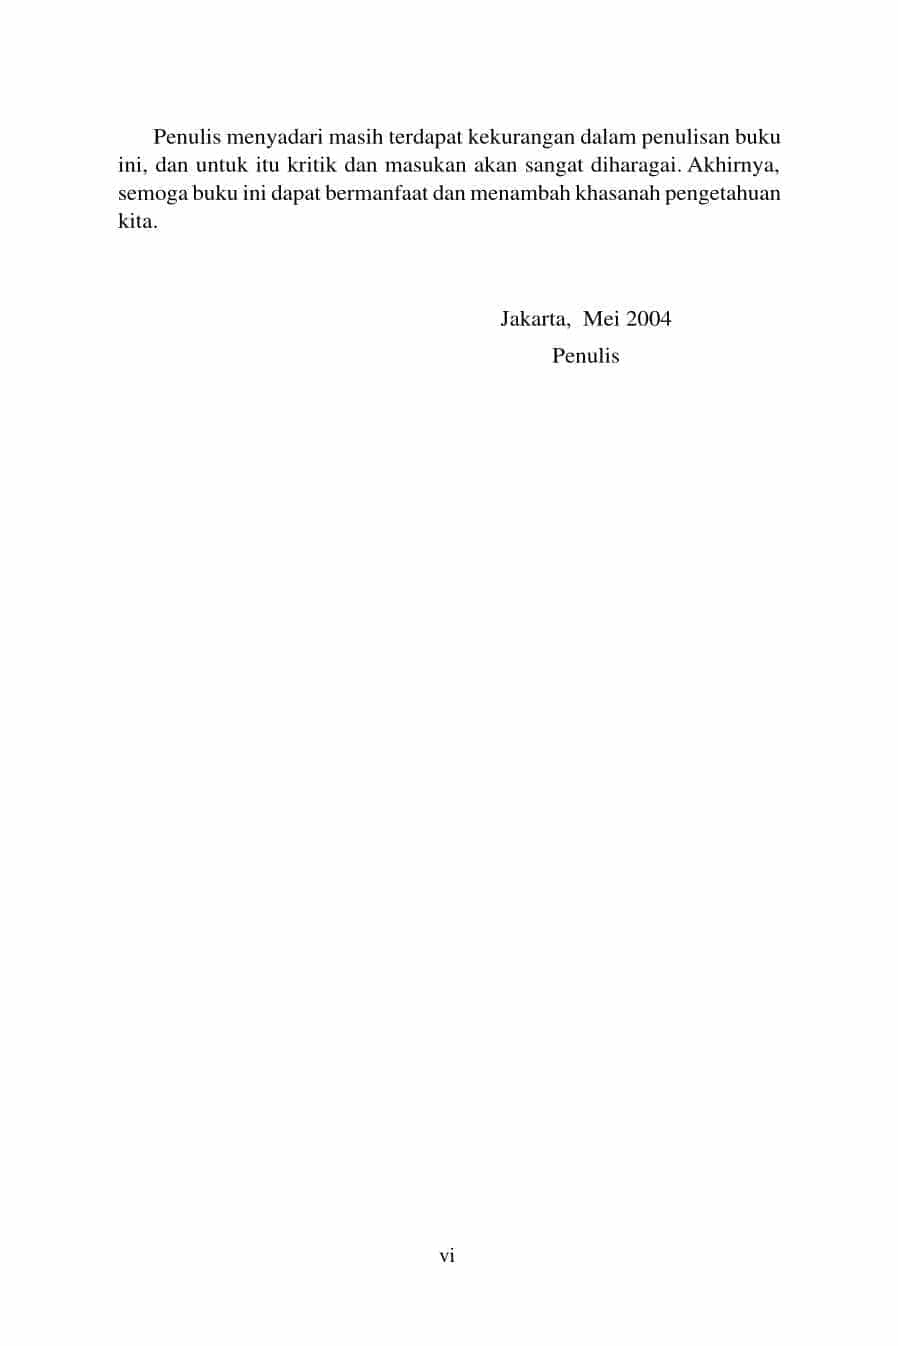 Penulis menyadari masih terdapat kekurangan dalam penulisan buku
ini, dan untuk itu kritik dan masukan akan sangat diharagai. Akhirnya,
semoga buku ini dapat bermanfaat dan menambah khasanah pengetahuan
kita.
Jakarta, Mei 2004
Penulis
vi